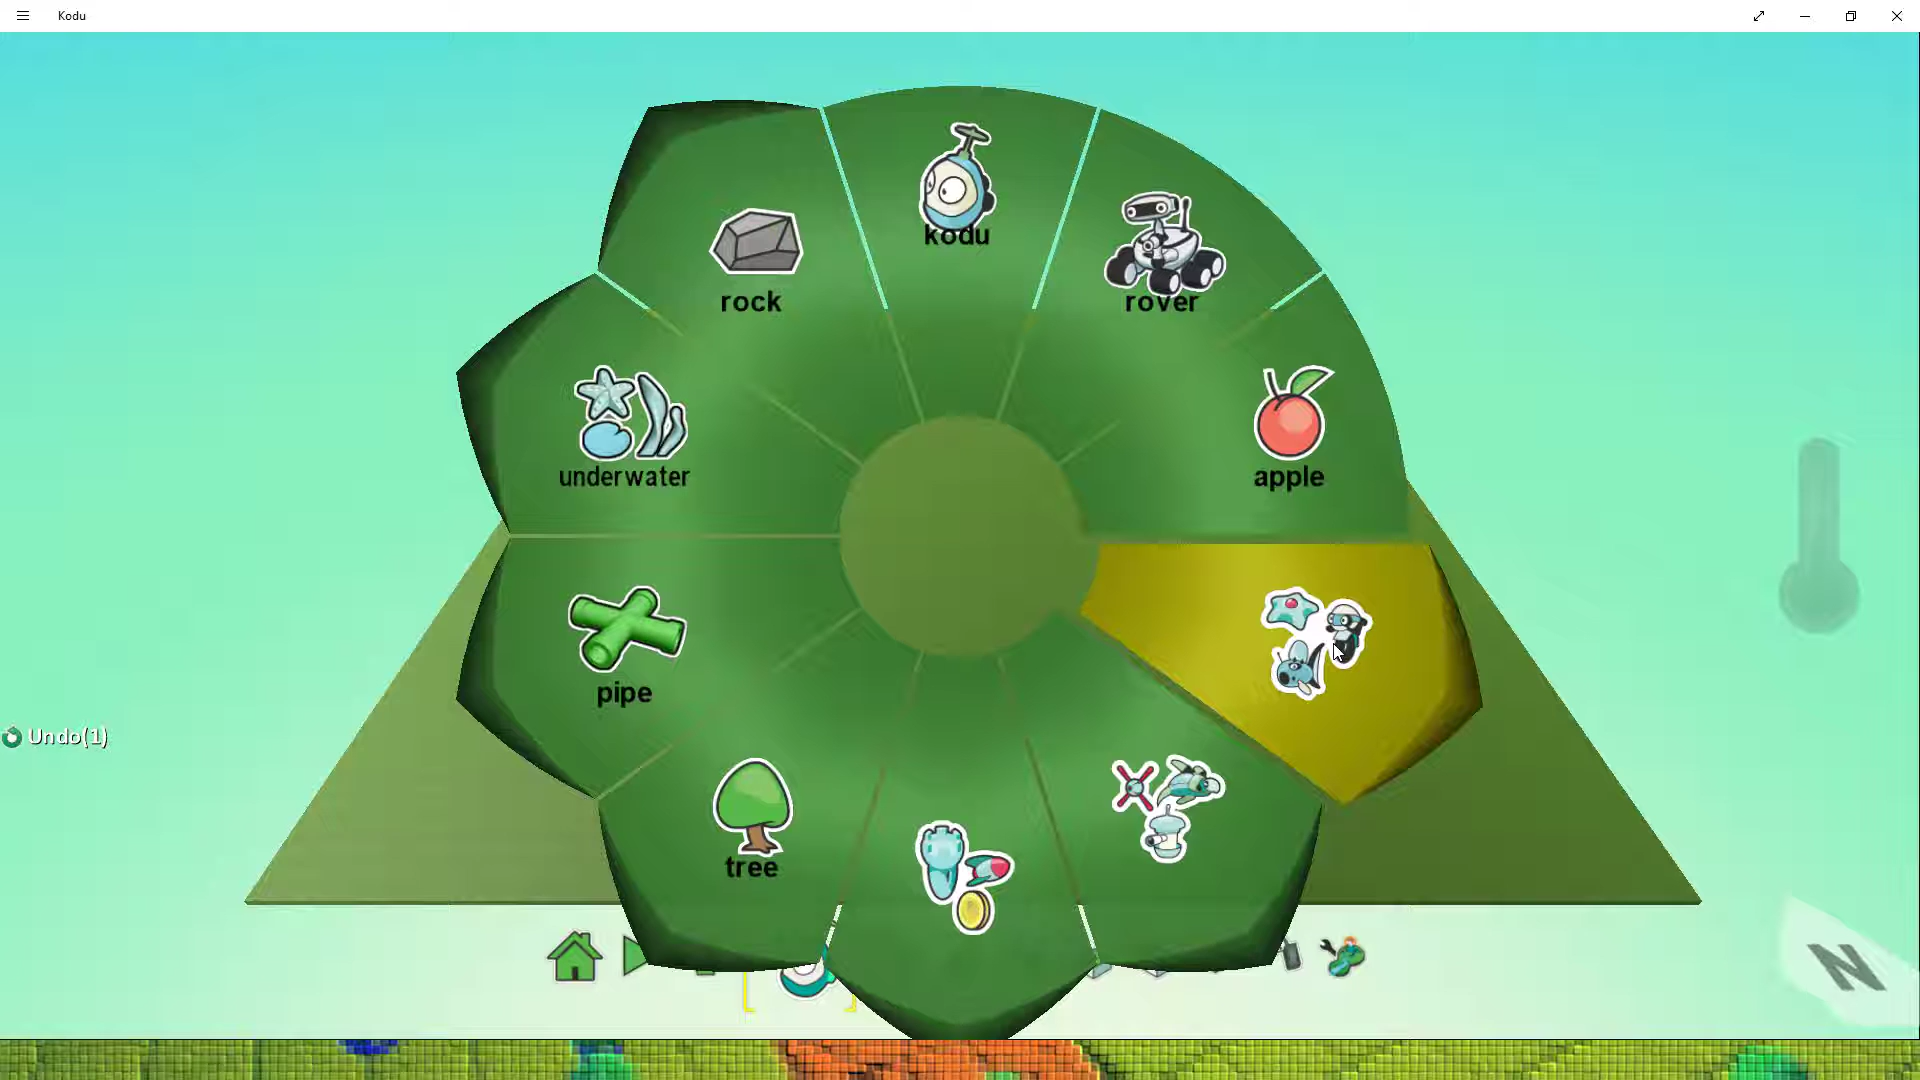 Kodu
kodu
rock
rover
underwater
apple
pipe
Undo(1)
tree
N